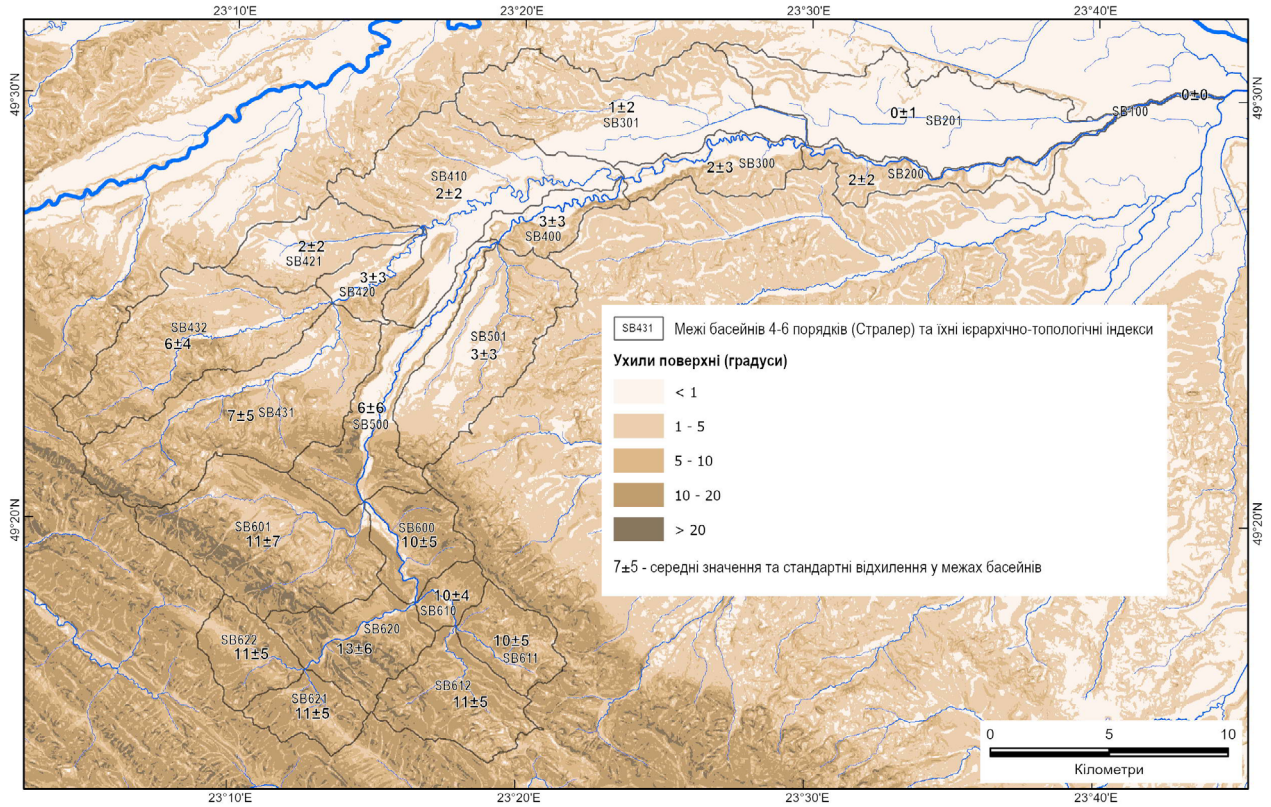 23°10'E
23°20'E
23°30'E
23°40'E
49°30'N
49°30'N
0±0
SB100
1±2
SB301
0±1
SB201
2±3
SB300
2±2
SB200
SB410
2±2
3±3
SB400
2±2
SB421
3±3
SB420
SB432
6±4
SB501
3±3
7±5
SB431
6±6
SB500
SB431
Межі басейнів 4-6 порядків (Стралер) та їхні ієрархічно-топологічні індекси
Ухили поверхні (градуси)
< 1
1 - 5
5 - 10
10 - 20
> 20
7±5 - середні значення та стандартні відхилення у межах басейнів
49°20'N
49°20'N
SB601
11±7
SB600
10±5
10±4
SB610
SB620
13±6
SB622
11±5
10±5
SB611
SB612
11±5
SB621
11±5
0
5
10
Кілометри
23°10'E
23°20'E
23°30'E
23°40'E